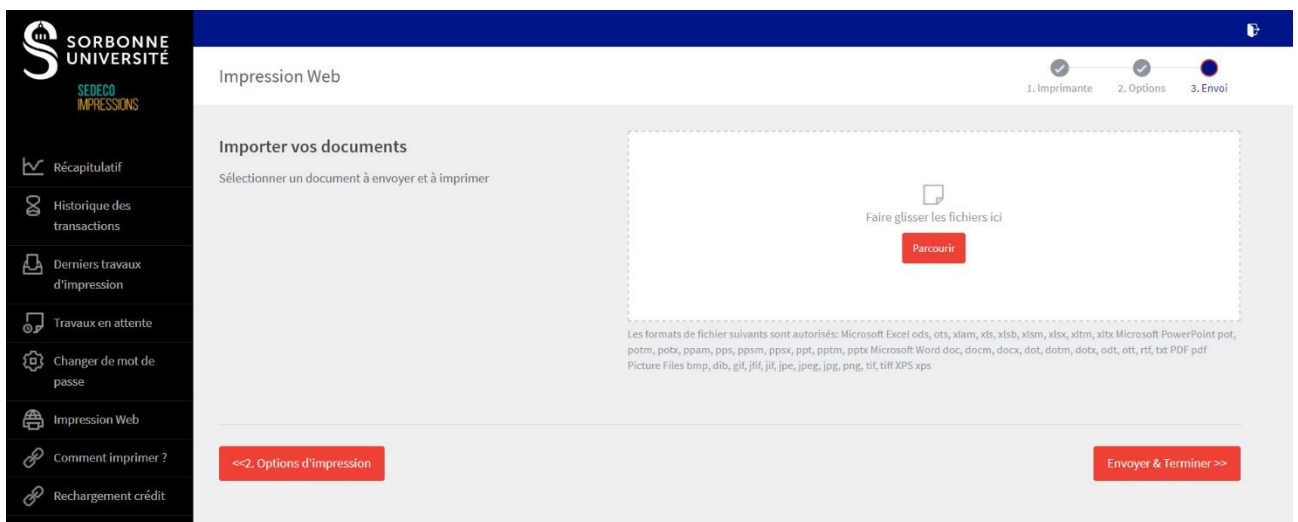 SORBONNE
UNIVERSITÉ
SEDECO
IMPRESSIONS
Récapitulatif
Historique des
transactions
Derniers travaux
d'impression
Travaux en attente
Changer de mot de
passe
Impression Web
Comment imprimer ?
Rechargement crédit
Impression Web
1. Imprimante
2. Options
3. Envoi
Importer vos documents
Sélectionner un document à envoyer et à imprimer
Faire glisser les fichiers ici
Parcourir
Les formats de fichier suivants sont autorisés: Microsoft Excel ods, ots, xlam, xls, xlsb, xlsm, xlsx, xltm, xltx Microsoft PowerPoint pot,
potm, potx, ppam, pps, ppsm, ppsx, ppt, pptm, pptx Microsoft Word doc, docm, docx, dot, dotm, dotx, odt, ott, rtf, txt PDF pdf
Picture Files bmp, dib, gif, jfif, jif, jpe, jpeg, jpg, png, tif, tiff XPS xps
<<2. Options d'impression
Envoyer & Terminer >>